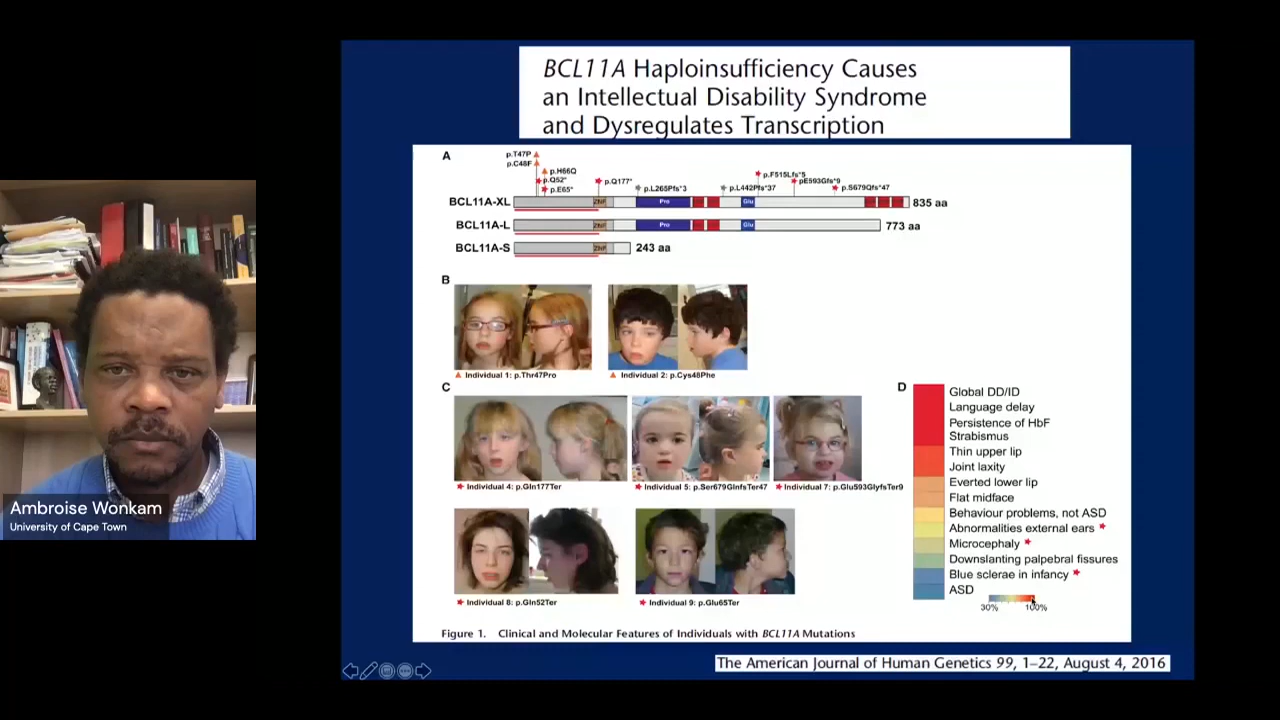 BCL11A Haploinsufficiency Causes
an Intellectual Disability Syndrome
and Dysregulates Transcription
A
p.T47P
p.C48F
p.H66Q
p.Q52*
p.E65*
p.Q177*
p.L265Pfs*3
p.L442Pfs*37
p.F515Lfs*5
pE593Gfs*9
p.S679Qfs*47
BCL11A-XL
Pro
Glu
835 aa
BCL11A-L
Pro
Glu
773 aa
BCL11A-S
243 aa
B
Individual 1: p.Thr47Pro
Individual 2: p.Cys48Phe
C
Individual 4: p.Gln177Ter
Individual 5: p.Ser679GlnfsTer47
Individual 7: p.Glu593GlyfsTer9
Individual 8: p.Gln52Ter
Individual 9: p.Glu65Ter
D
Global DD/ID
Language delay
Persistence of HbF
Strabismus
Thin upper lip
Joint laxity
Everted lower lip
Flat midface
Behaviour problems, not ASD
Abnormalities external ears
Microcephaly
Downslanting palpebral fissures
Blue sclerae in infancy
ASD
30% 100%
Figure 1. Clinical and Molecular Features of Individuals with BCL11A Mutations
The American Journal of Human Genetics 99, 1–22, August 4, 2016
Ambroise Wonkam
University of Cape Town